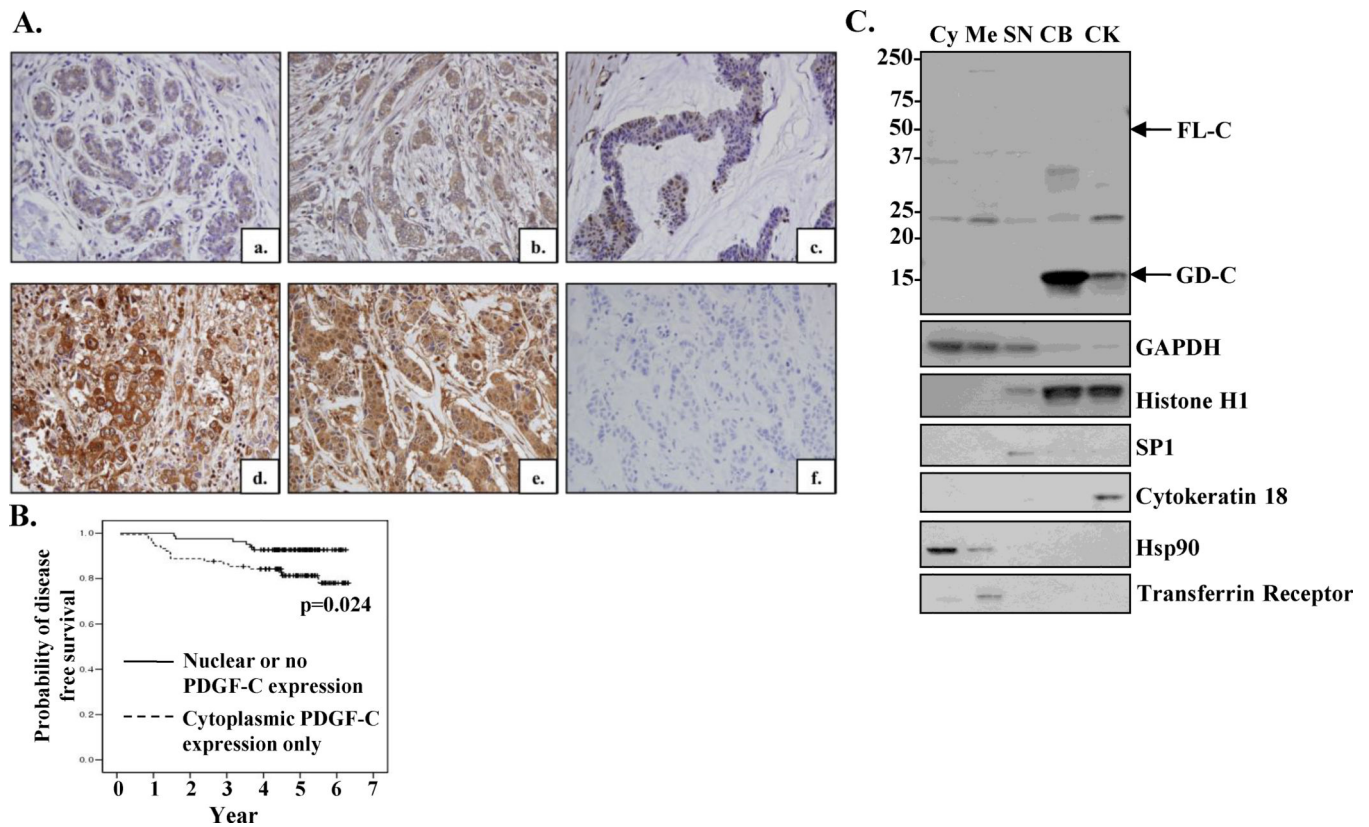 A.
a.
b.
c.
d.
e.
f.
B.
1.0
0.8
0.6
0.4
0.2
0.0
Probability of disease
free survival
p=0.024
Nuclear or no
PDGF-C expression
Cytoplasmic PDGF-C
expression only
0 1 2 3 4 5 6 7
Year
C.
Cy Me SN CB CK
250
75
50
37
25
20
15
FL-C
GD-C
GAPDH
Histone H1
SP1
Cytokeratin 18
Hsp90
Transferrin Receptor